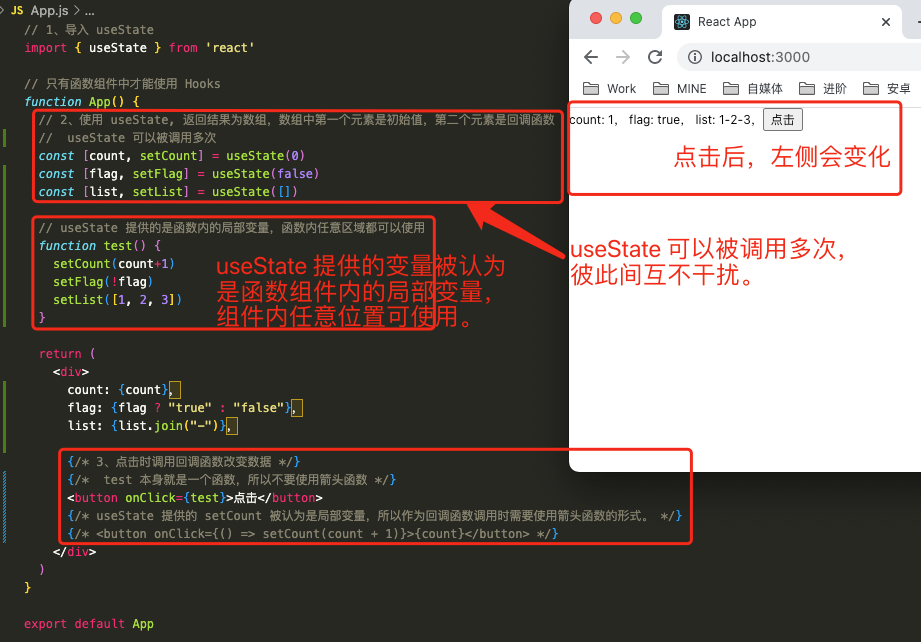 JS App.js > ...
// 1、导入 useState
import { useState } from 'react'
// 只有函数组件中才能使用 Hooks
function App() {
// 2、使用 useState, 返回结果为数组，数组中第一个元素是初始值，第二个元素是回调函数
//  useState 可以被调用多次
const [count, setCount] = useState(0)
const [flag, setFlag] = useState(false)
const [list, setList] = useState([])
// useState 提供的是函数内的局部变量，函数内任意区域都可以使用
function test() {
setCount(count+1)
setFlag(!flag)
setList([1, 2, 3])
}
useState 提供的变量被认为
是函数组件内的局部变量，
组件内任意位置可使用。
return (
<div>
count: {count}，
flag: {flag ? "true" : "false"}，
list: {list.join("-")}，
{/* 3、点击时调用回调函数改变数据 */}
{/*  test 本身就是一个函数，所以不要使用箭头函数 */}
<button onClick={test}>点击</button>
{/* useState 提供的 setCount 被认为是局部变量，所以作为回调函数调用时需要使用箭头函数的形式。 */}
{/* <button onClick={() => setCount(count + 1)}>{count}</button> */}
</div>
)
}
export default App
React App
localhost:3000
Work MINE 自媒体 进阶 安卓
count: 1， flag: true， list: 1-2-3， 点击
点击后，左侧会变化
useState 可以被调用多次，
彼此间互不干扰。